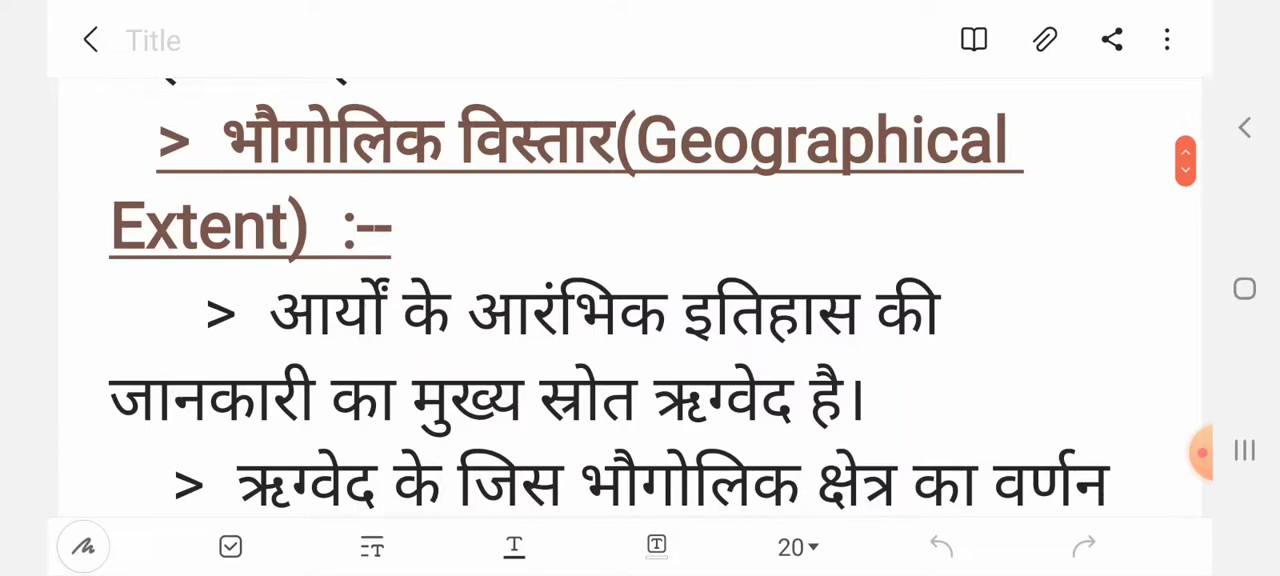 Title
> भौगोलिक विस्तार(Geographical
Extent) :--
> आर्यों के आरंभिक इतिहास की
जानकारी का मुख्य स्रोत ऋग्वेद है।
> ऋग्वेद के जिस भौगोलिक क्षेत्र का वर्णन
20